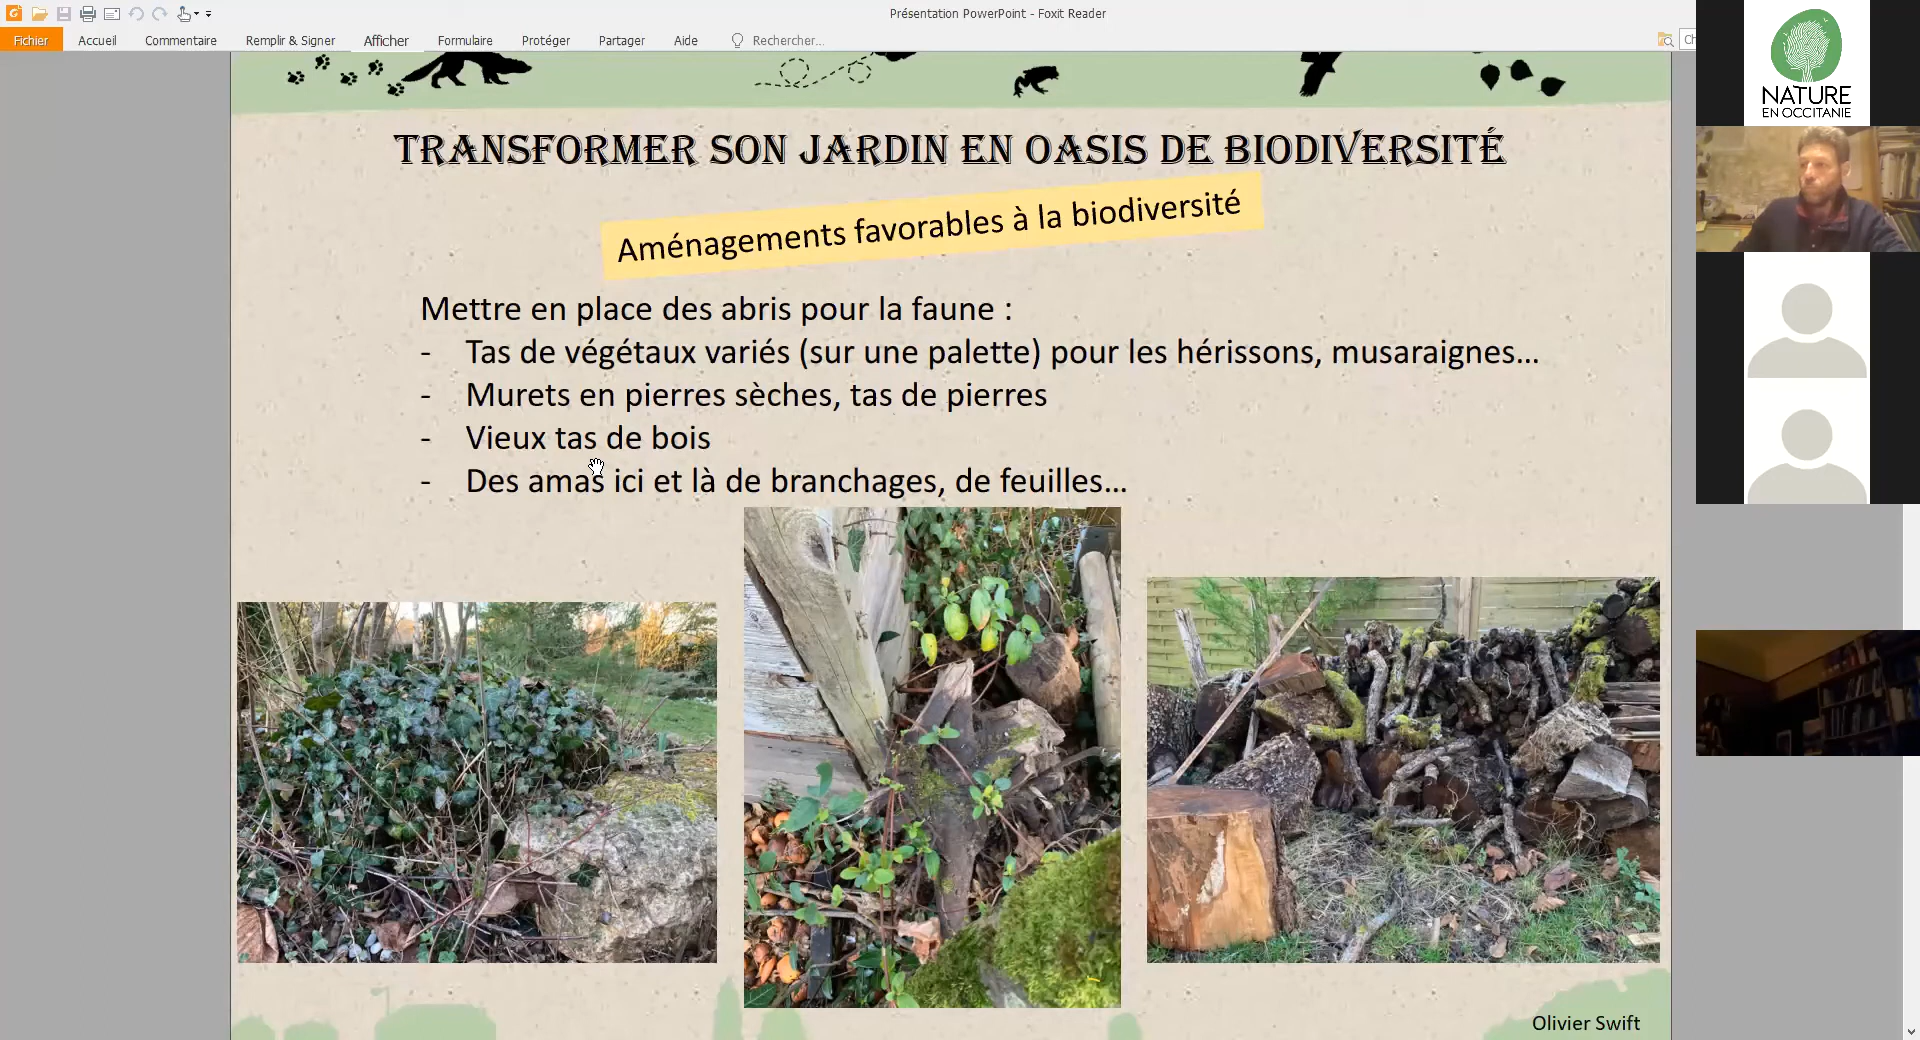 Présentation PowerPoint - Foxit Reader
Fichier Accueil Commentaire Remplir & Signer Afficher Formulaire Protéger Partager Aide Rechercher... Ch
NATURE
EN OCCITANIE
TRANSFORMER SON JARDIN EN OASIS DE BIODIVERSITÉ
Aménagements favorables à la biodiversité
Mettre en place des abris pour la faune :
- Tas de végétaux variés (sur une palette) pour les hérissons, musaraignes...
- Murets en pierres sèches, tas de pierres
- Vieux tas de bois
- Des amas ici et là de branchages, de feuilles...
Olivier Swift